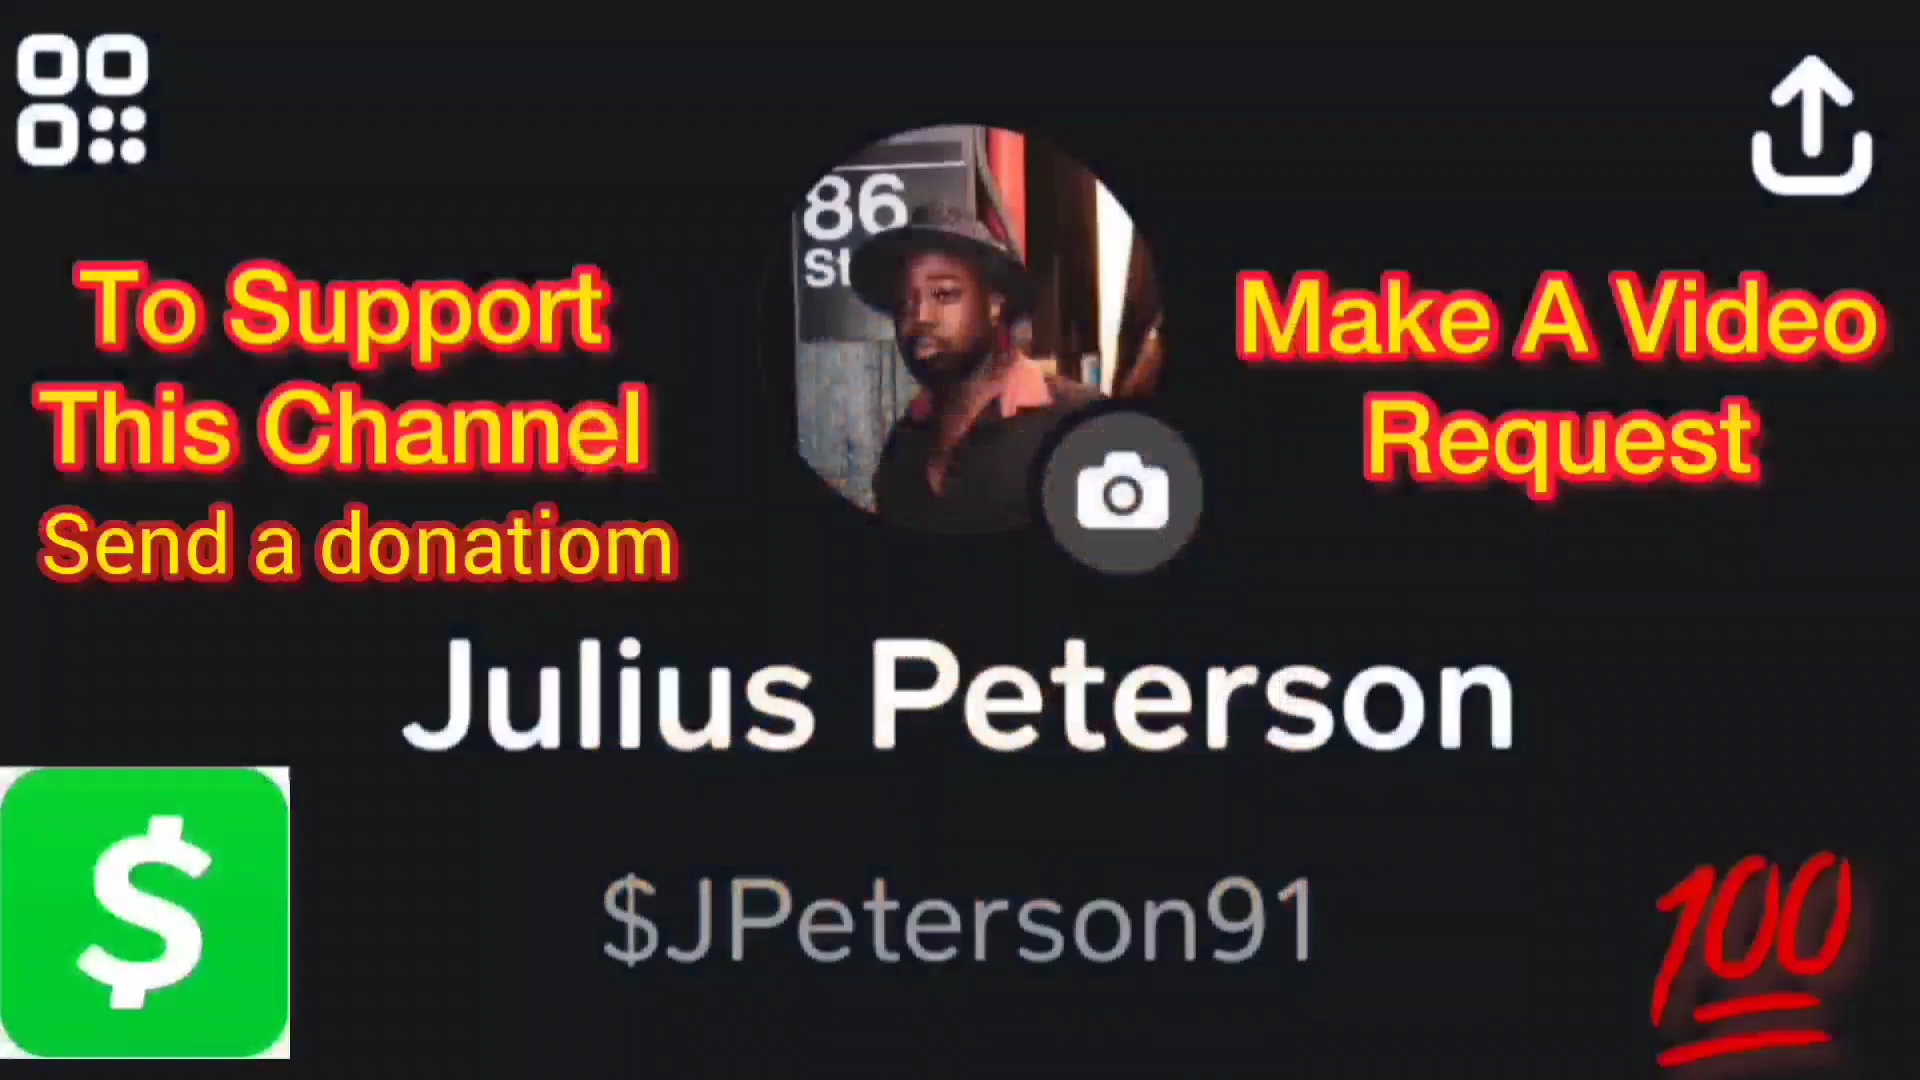 86
St
To Support
This Channel
Send a donatiom
Make A Video
Request
Julius Peterson
$JPeterson91
$
100